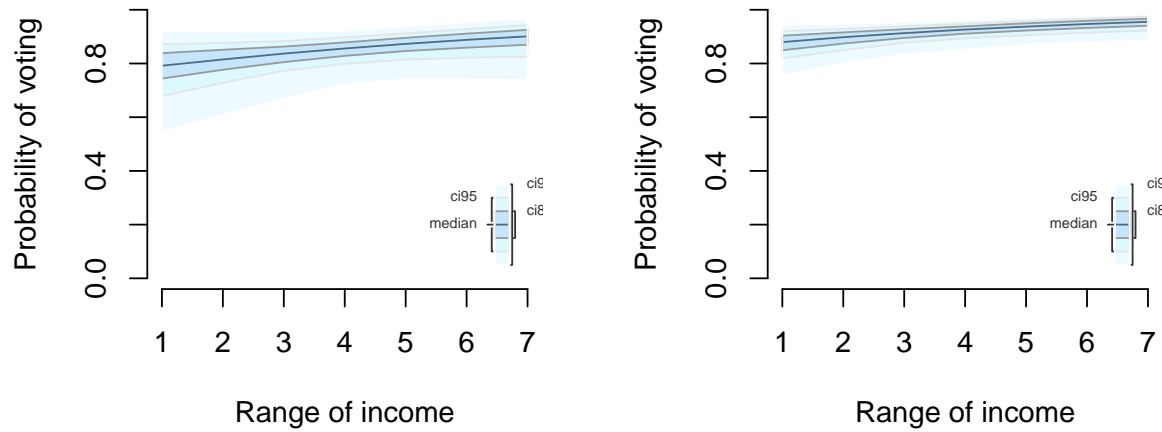 Probability of voting
0.0 0.4 0.8
ci95
median
ci9
ci8
1 2 3 4 5 6 7
Range of income
Probability of voting
0.0 0.4 0.8
ci95
median
ci9
ci8
1 2 3 4 5 6 7
Range of income